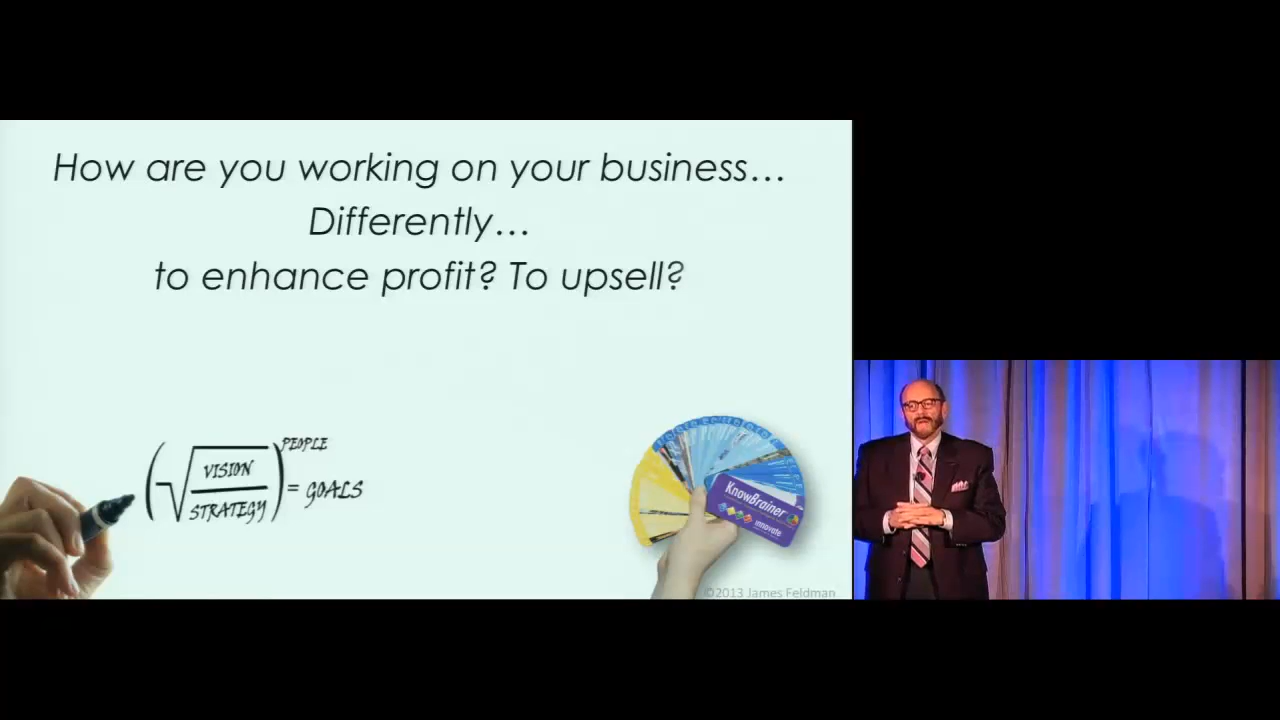 How are you working on your business…
Differently…
to enhance profit? To upsell?
PEOPLE
VISION
STRATEGY
= GOALS
KnowBrainer
innovate
©2013 James Feldman